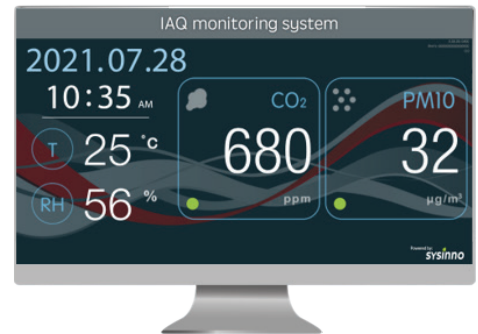 IAQ monitoring system
2021.07.28
10:35 AM
T 25 °C
RH 56 %
CO₂
680
ppm
PM10
32
µg/m³
Powered by
sysinno